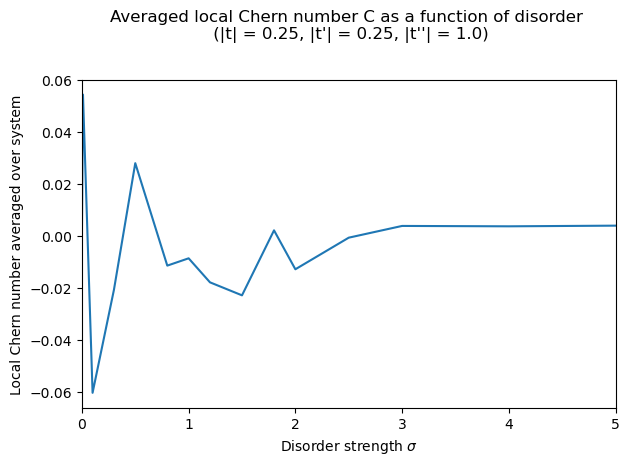 Averaged local Chern number C as a function of disorder
(|t| = 0.25, |t'| = 0.25, |t''| = 1.0)
Local Chern number averaged over system
0.06
0.04
0.02
0.00
−0.02
−0.04
−0.06
0 1 2 3 4 5
Disorder strength σ